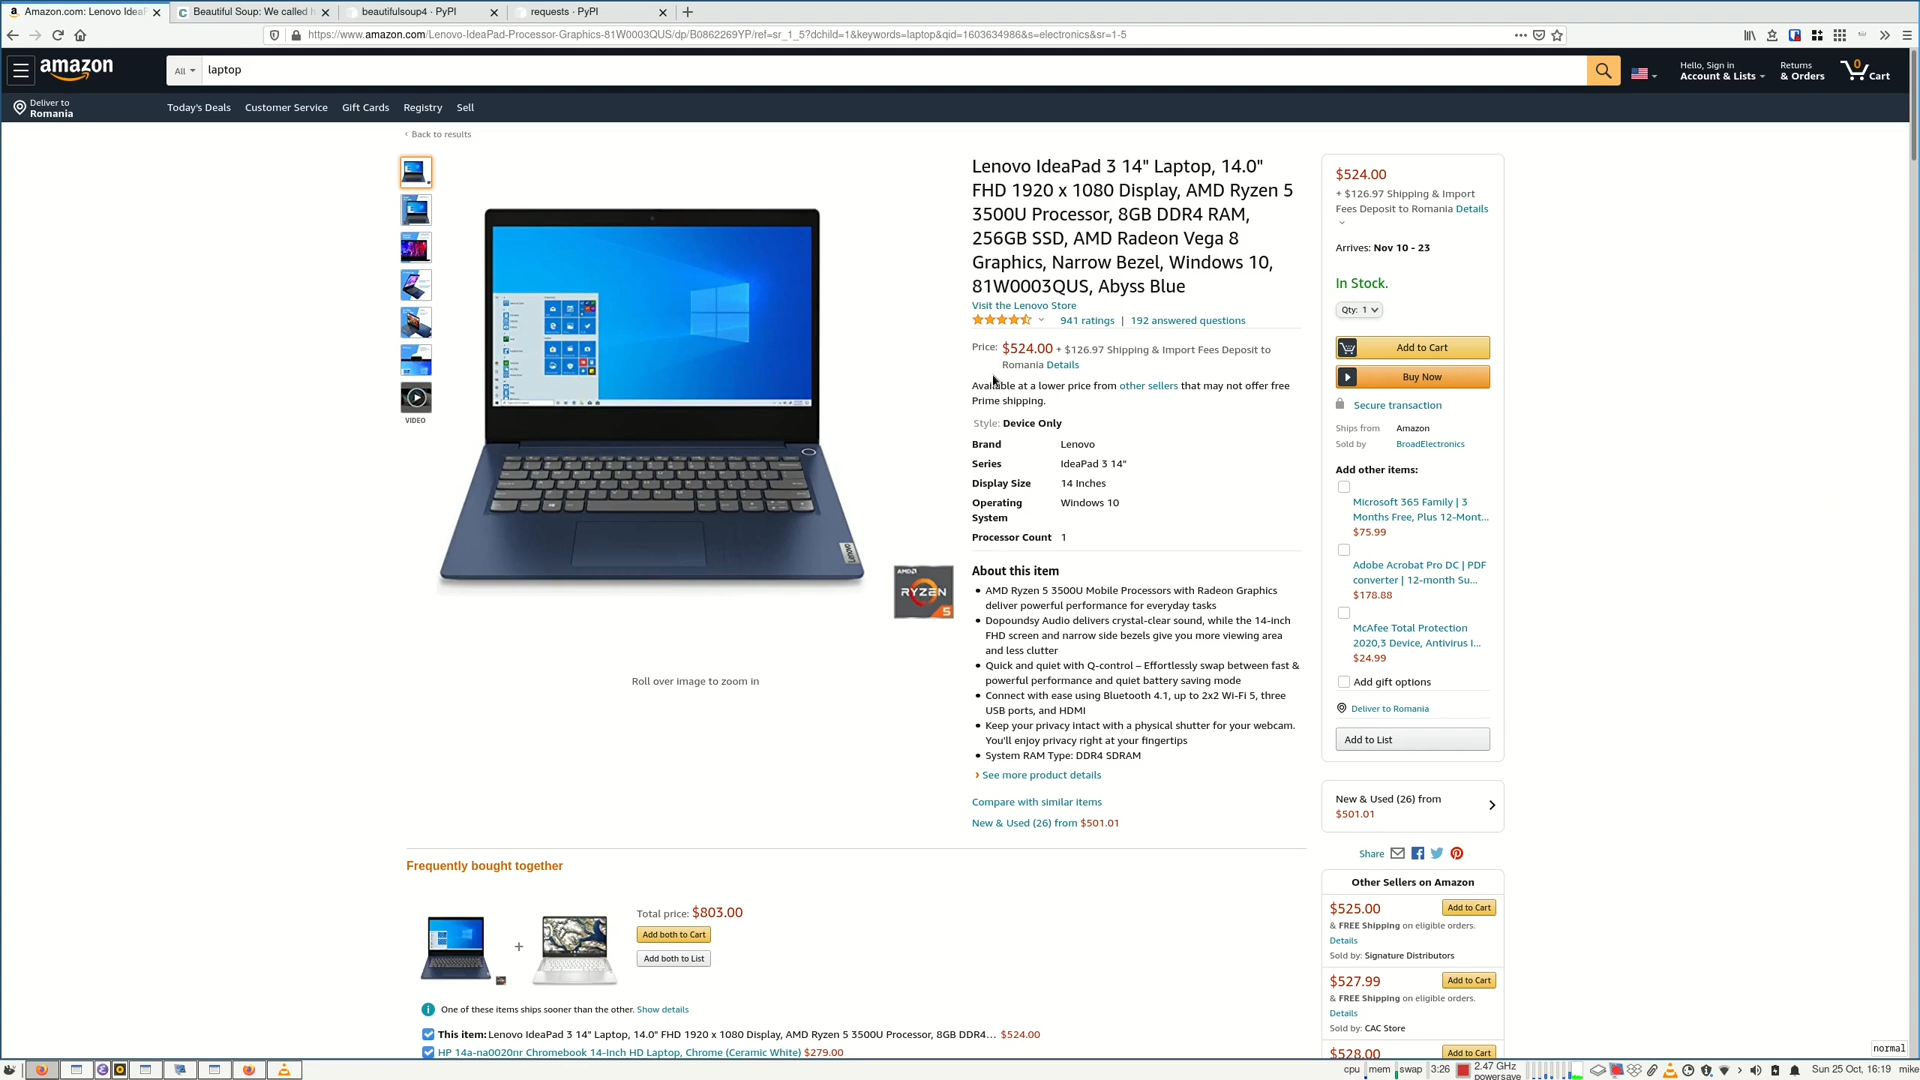 Amazon.com: Lenovo Idea
Beautiful Soup: We called h
beautifulsoup4 · PyPI
requests · PyPI
https://www.amazon.com/Lenovo-IdeaPad-Processor-Graphics-81W0003QUS/dp/B0862269YP/ref=sr_1_5?dchild=1&keywords=laptop&qid=1603634986&s=electronics&sr=1-5
amazon
All
laptop
Hello, Sign in
Account & Lists
Returns
& Orders
0
Cart
Deliver to
Romania
Today's Deals
Customer Service
Gift Cards
Registry
Sell
‹ Back to results
VIDEO
Roll over image to zoom in
AMD
RYZEN
5
Lenovo
Lenovo IdeaPad 3 14" Laptop, 14.0"
FHD 1920 x 1080 Display, AMD Ryzen 5
3500U Processor, 8GB DDR4 RAM,
256GB SSD, AMD Radeon Vega 8
Graphics, Narrow Bezel, Windows 10,
81W0003QUS, Abyss Blue
Visit the Lenovo Store
941 ratings | 192 answered questions
Price: $524.00 + $126.97 Shipping & Import Fees Deposit to
Romania Details
Available at a lower price from other sellers that may not offer free
Prime shipping.
Style: Device Only
Brand Lenovo
Series IdeaPad 3 14"
Display Size 14 Inches
Operating Windows 10
System
Processor Count 1
About this item
• AMD Ryzen 5 3500U Mobile Processors with Radeon Graphics
deliver powerful performance for everyday tasks
• Dopoundsy Audio delivers crystal-clear sound, while the 14-inch
FHD screen and narrow side bezels give you more viewing area
and less clutter
• Quick and quiet with Q-control – Effortlessly swap between fast &
powerful performance and quiet battery saving mode
• Connect with ease using Bluetooth 4.1, up to 2x2 Wi-Fi 5, three
USB ports, and HDMI
• Keep your privacy intact with a physical shutter for your webcam.
You'll enjoy privacy right at your fingertips
• System RAM Type: DDR4 SDRAM
› See more product details
Compare with similar items
New & Used (26) from $501.01
$524.00
+ $126.97 Shipping & Import
Fees Deposit to Romania Details
Arrives: Nov 10 - 23
In Stock.
Qty: 1
Add to Cart
Buy Now
Secure transaction
Ships from Amazon
Sold by BroadElectronics
Add other items:
Microsoft 365 Family | 3
Months Free, Plus 12-Mont...
$75.99
Adobe Acrobat Pro DC | PDF
converter | 12-month Su...
$178.88
McAfee Total Protection
2020,3 Device, Antivirus I...
$24.99
Add gift options
Deliver to Romania
Add to List
New & Used (26) from
$501.01
Share
Other Sellers on Amazon
$525.00
Add to Cart
& FREE Shipping on eligible orders.
Details
Sold by: Signature Distributors
$527.99
Add to Cart
& FREE Shipping on eligible orders.
Details
Sold by: CAC Store
$528.00
Add to Cart
Frequently bought together
+
Total price: $803.00
Add both to Cart
Add both to List
One of these items ships sooner than the other. Show details
This item: Lenovo IdeaPad 3 14" Laptop, 14.0" FHD 1920 x 1080 Display, AMD Ryzen 5 3500U Processor, 8GB DDR4... $524.00
HP 14a-na0020nr Chromebook 14-Inch HD Laptop, Chrome (Ceramic White) $279.00
normal
cpu mem swap 3:26
2.47 GHz
powersave
Sun 25 Oct, 16:19 mike